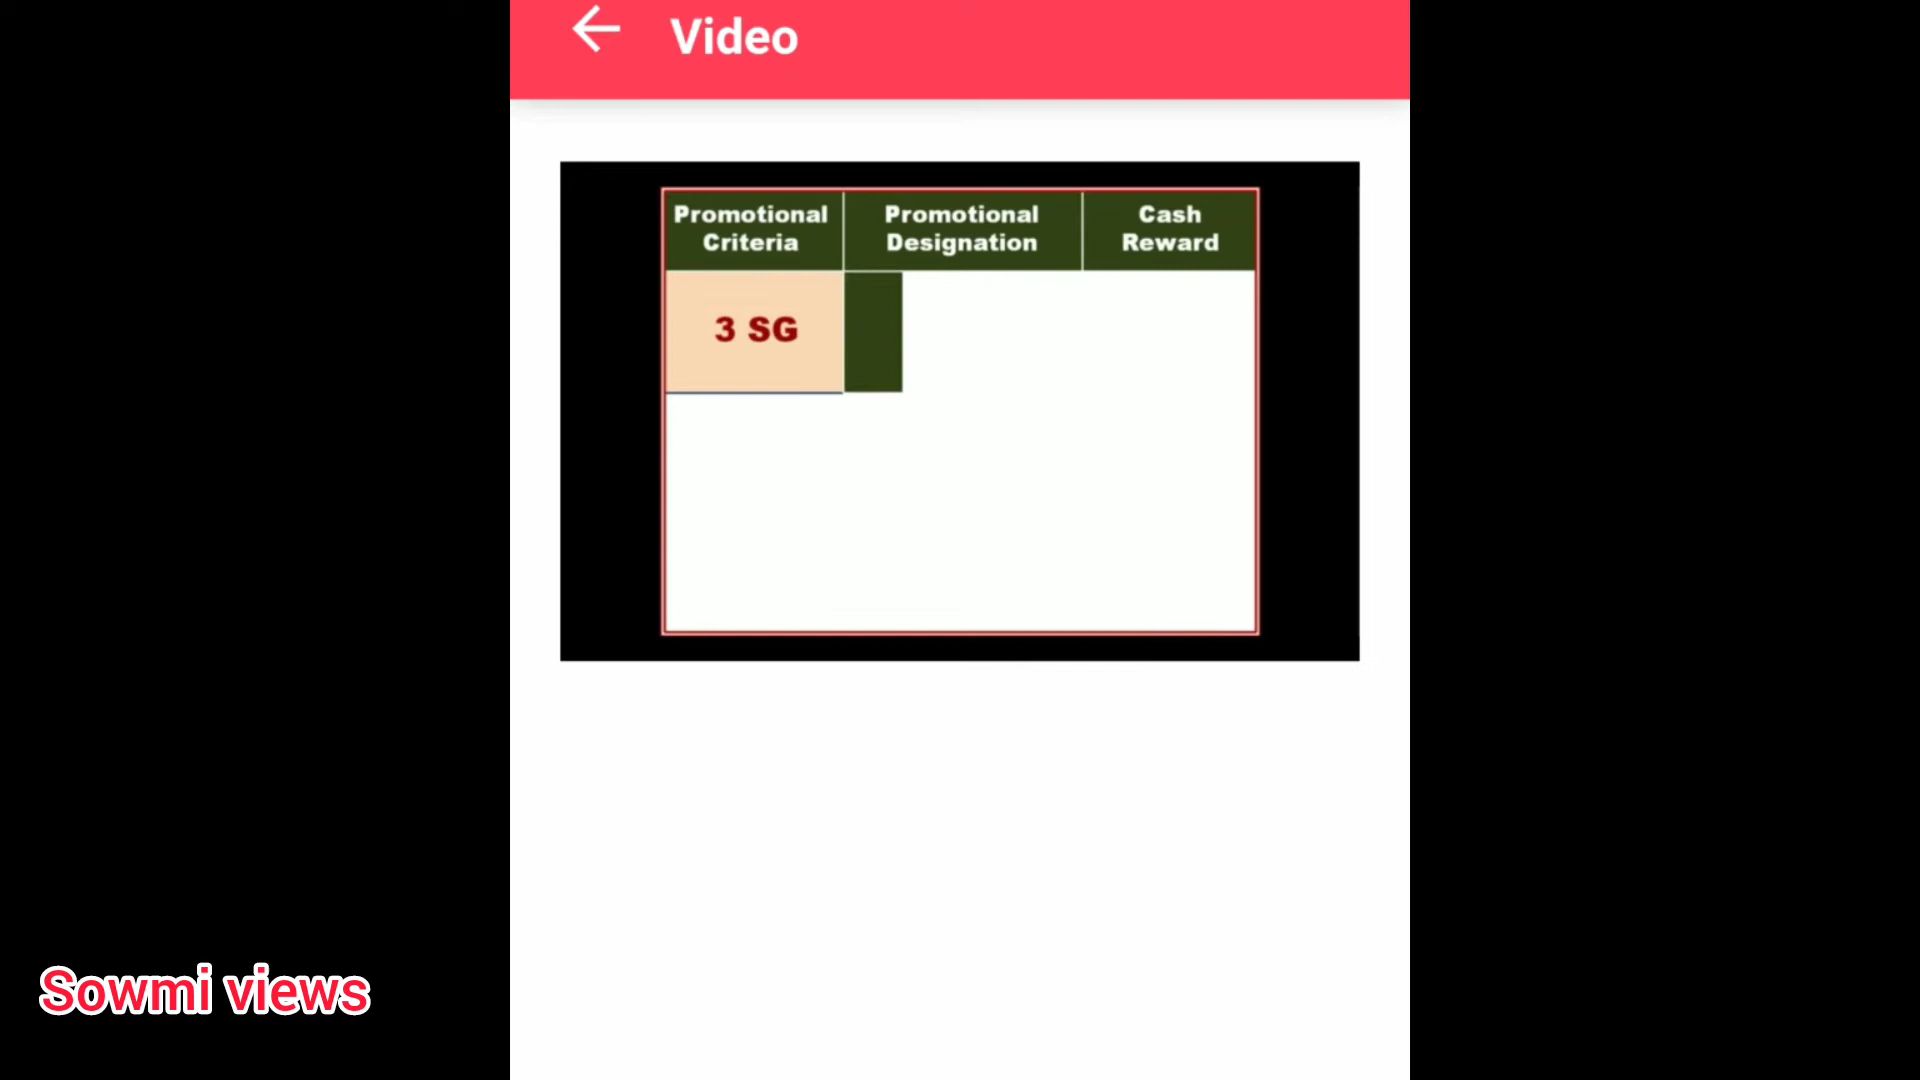 Video
Promotional Criteria
Promotional Designation
Cash Reward
3 SG
Sowmi views